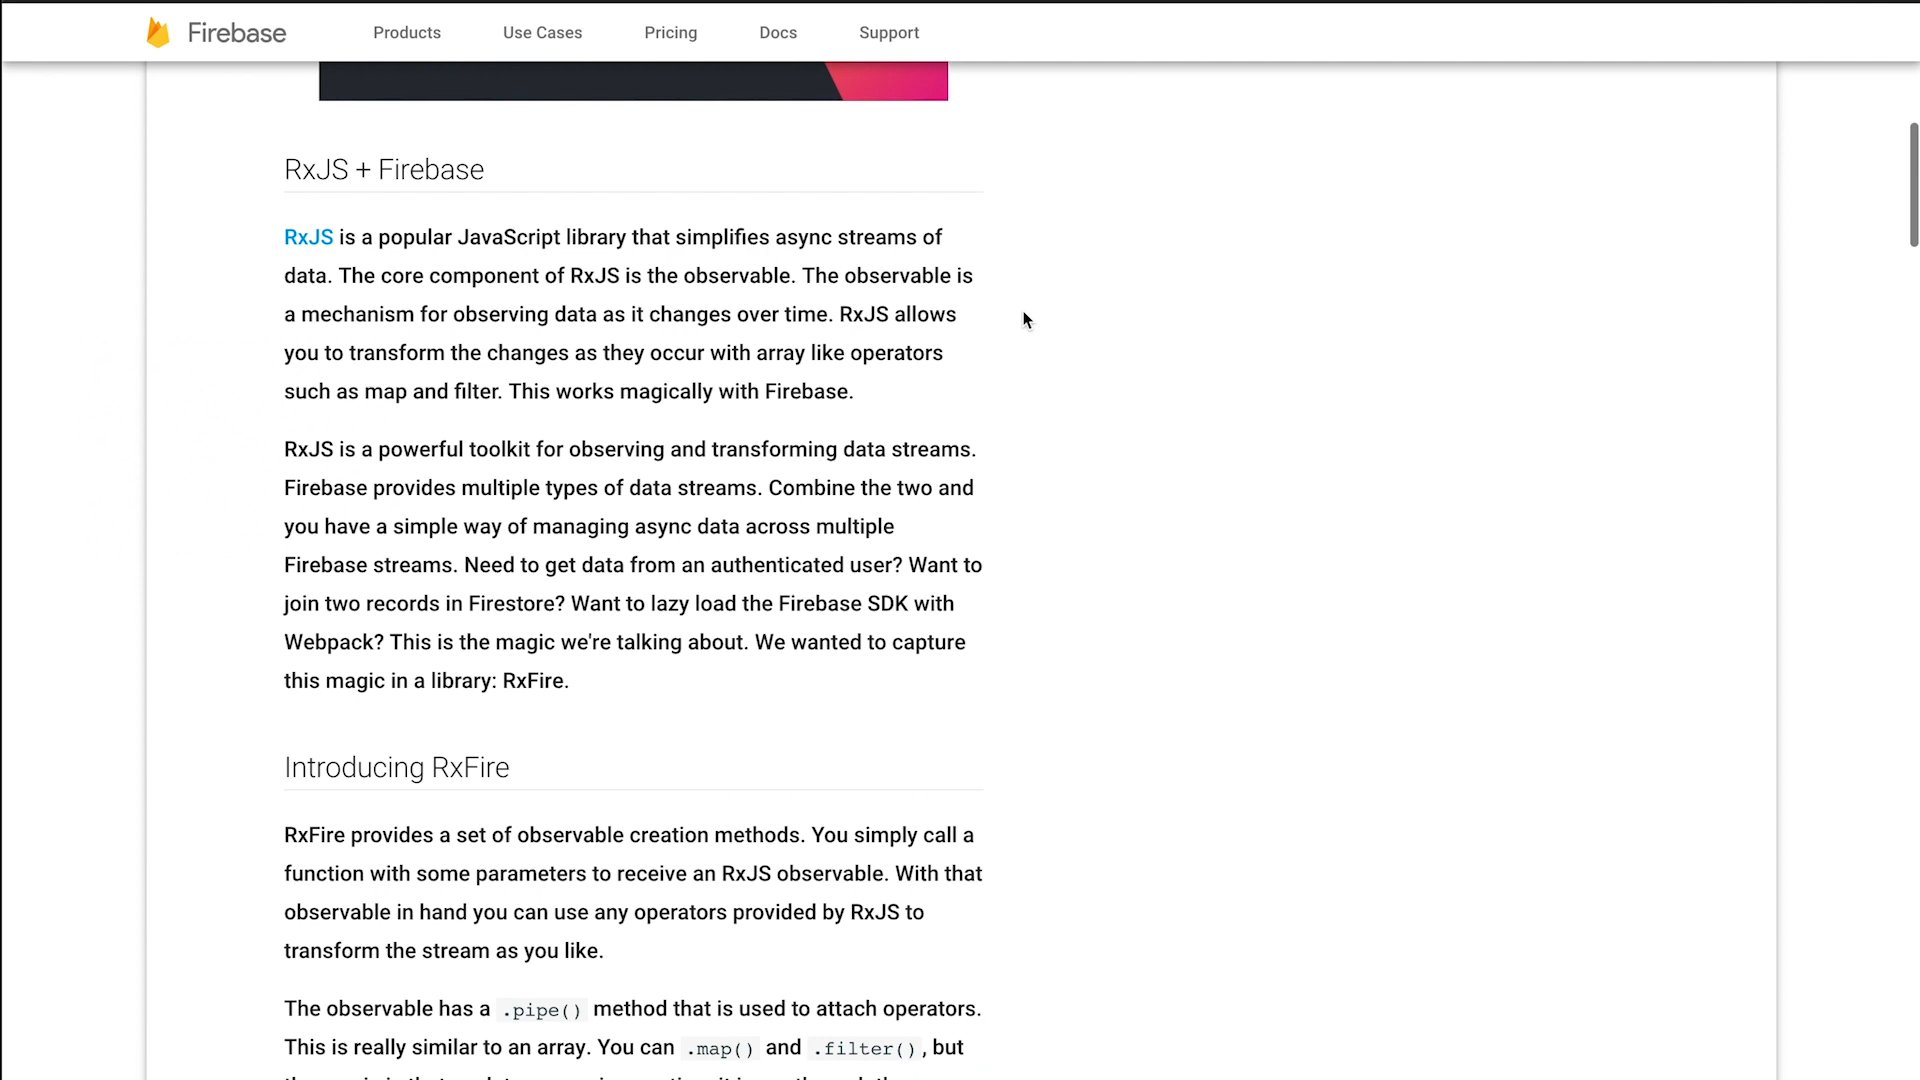 Firebase Products Use Cases Pricing Docs Support
RxJS + Firebase
RxJS is a popular JavaScript library that simplifies async streams of
data. The core component of RxJS is the observable. The observable is
a mechanism for observing data as it changes over time. RxJS allows
you to transform the changes as they occur with array like operators
such as map and filter. This works magically with Firebase.
RxJS is a powerful toolkit for observing and transforming data streams.
Firebase provides multiple types of data streams. Combine the two and
you have a simple way of managing async data across multiple
Firebase streams. Need to get data from an authenticated user? Want to
join two records in Firestore? Want to lazy load the Firebase SDK with
Webpack? This is the magic we're talking about. We wanted to capture
this magic in a library: RxFire.
Introducing RxFire
RxFire provides a set of observable creation methods. You simply call a
function with some parameters to receive an RxJS observable. With that
observable in hand you can use any operators provided by RxJS to
transform the stream as you like.
The observable has a .pipe() method that is used to attach operators.
This is really similar to an array. You can .map() and .filter(), but